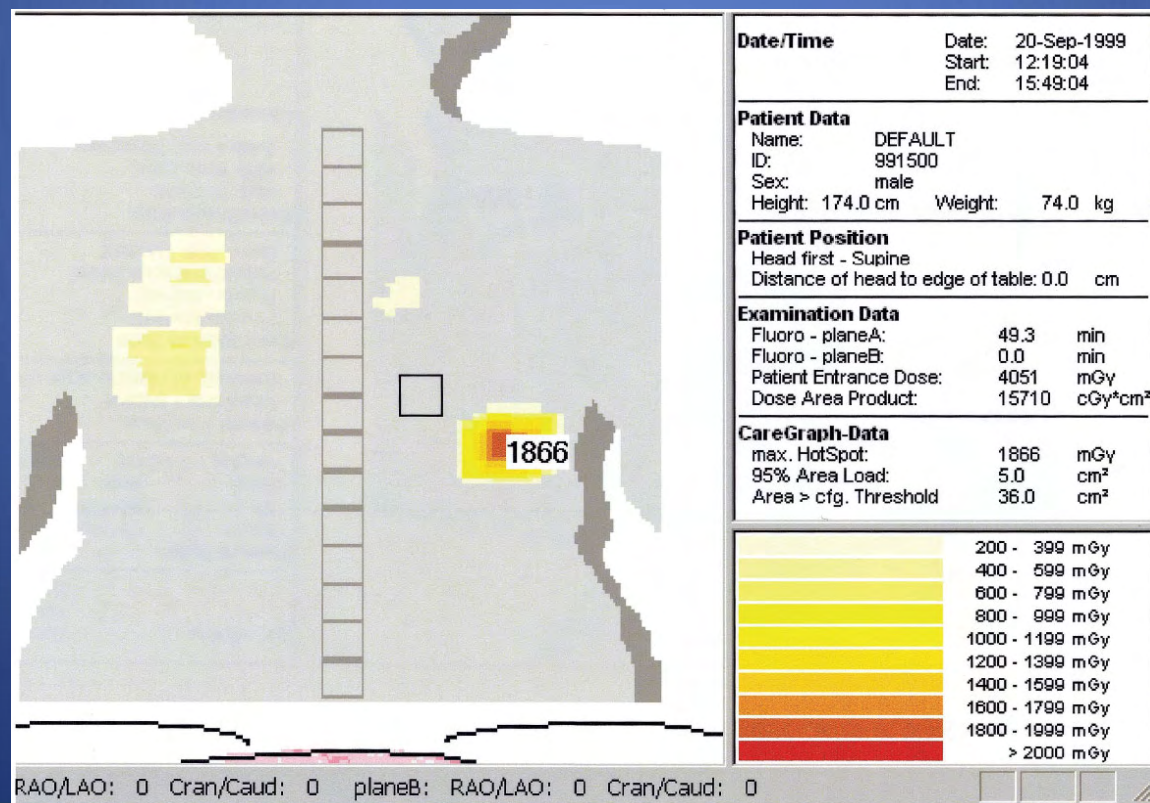 Date/Time Date: 20-Sep-1999
Start: 12:19:04
End: 15:49:04
Patient Data
Name: DEFAULT
ID: 991500
Sex: male
Height: 174.0 cm Weight: 74.0 kg
Patient Position
Head first - Supine
Distance of head to edge of table: 0.0 cm
Examination Data
Fluoro - planeA: 49.3 min
Fluoro - planeB: 0.0 min
Patient Entrance Dose: 4051 mGy
Dose Area Product: 15710 cGy*cm²
CareGraph-Data
max. HotSpot: 1866 mGy
95% Area Load: 5.0 cm²
Area > cfg. Threshold 36.0 cm²
1866
200 - 399 mGy
400 - 599 mGy
600 - 799 mGy
800 - 999 mGy
1000 - 1199 mGy
1200 - 1399 mGy
1400 - 1599 mGy
1600 - 1799 mGy
1800 - 1999 mGy
> 2000 mGy
RAO/LAO: 0 Cran/Caud: 0 planeB: RAO/LAO: 0 Cran/Caud: 0